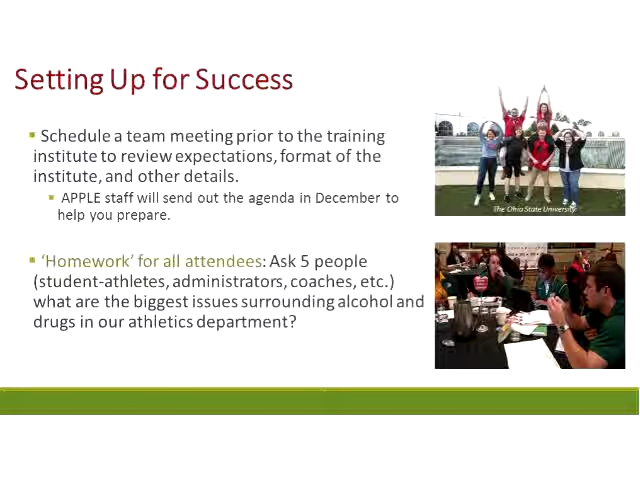 Setting Up for Success
Schedule a team meeting prior to the training
institute to review expectations, format of the
institute, and other details.
APPLE staff will send out the agenda in December to
help you prepare.
‘Homework’ for all attendees: Ask 5 people
(student-athletes, administrators, coaches, etc.)
what are the biggest issues surrounding alcohol and
drugs in our athletics department?
The Ohio State University